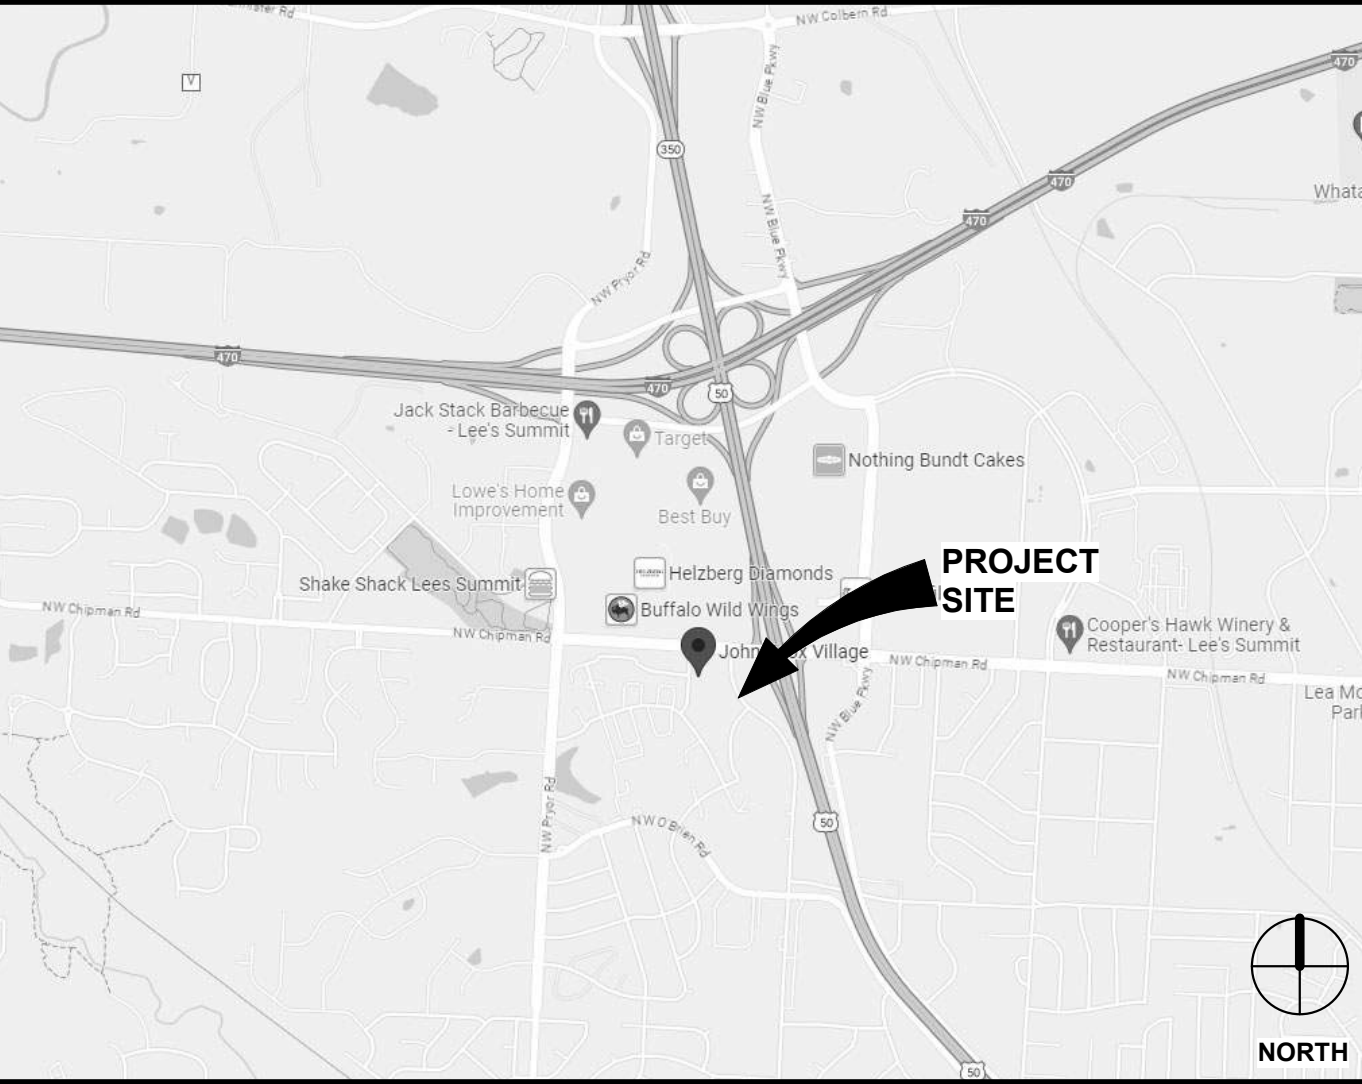 NW Colbern Rd
V
470
NW Blue Pkwy
350
470
Whata
470
NW Blue Pkwy
NW Pryor Rd
470
470
50
Jack Stack Barbecue
- Lee's Summit
Target
Nothing Bundt Cakes
Lowe's Home
Improvement
Best Buy
PROJECT
SITE
Helzberg Diamonds
Shake Shack Lees Summit
Buffalo Wild Wings
NW Chipman Rd
NW Chipman Rd
Cooper's Hawk Winery &
Restaurant- Lee's Summit
Village
NW Chipman Rd
NW Chipman Rd
NW Blue Pkwy
NW Pryor Rd
NW O Brien Rd
50
50
NORTH